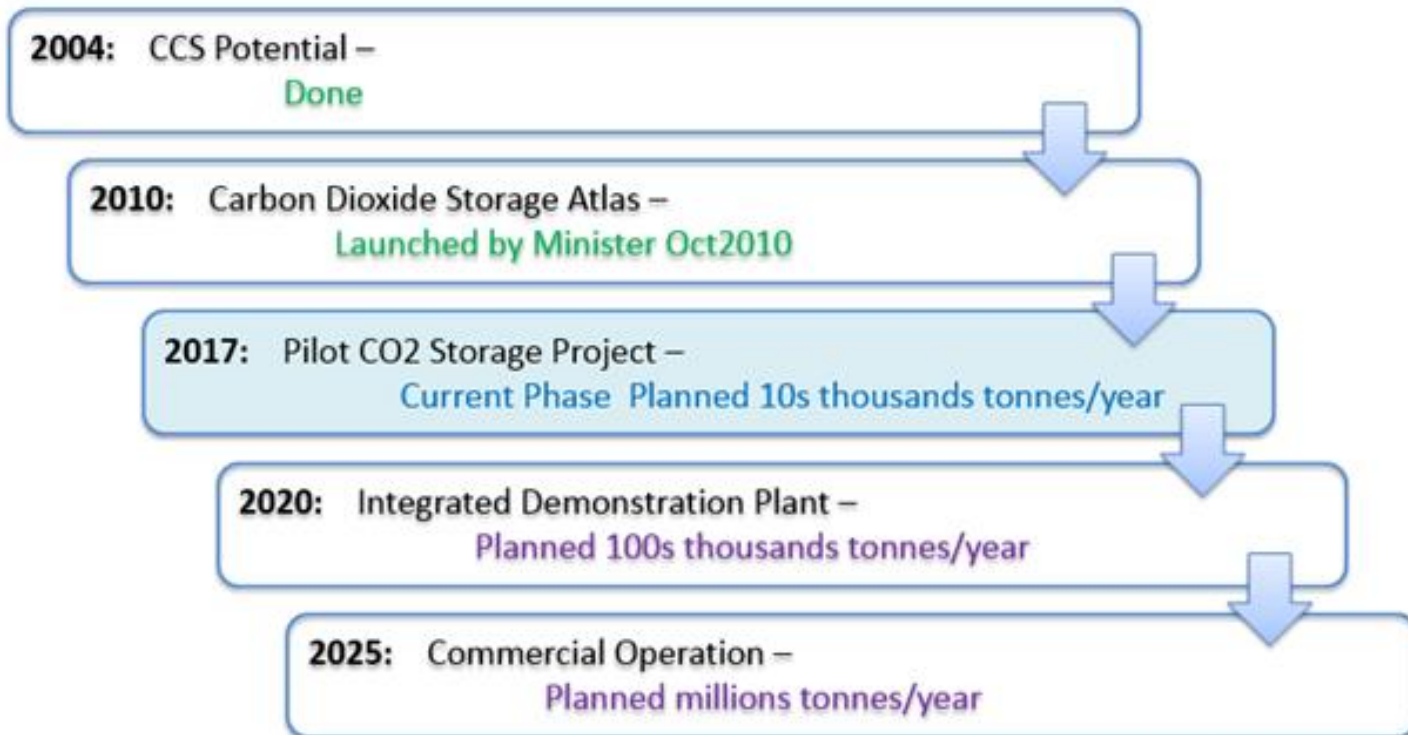 2004: CCS Potential –
Done
2010: Carbon Dioxide Storage Atlas –
Launched by Minister Oct2010
2017: Pilot CO2 Storage Project –
Current Phase Planned 10s thousands tonnes/year
2020: Integrated Demonstration Plant –
Planned 100s thousands tonnes/year
2025: Commercial Operation –
Planned millions tonnes/year